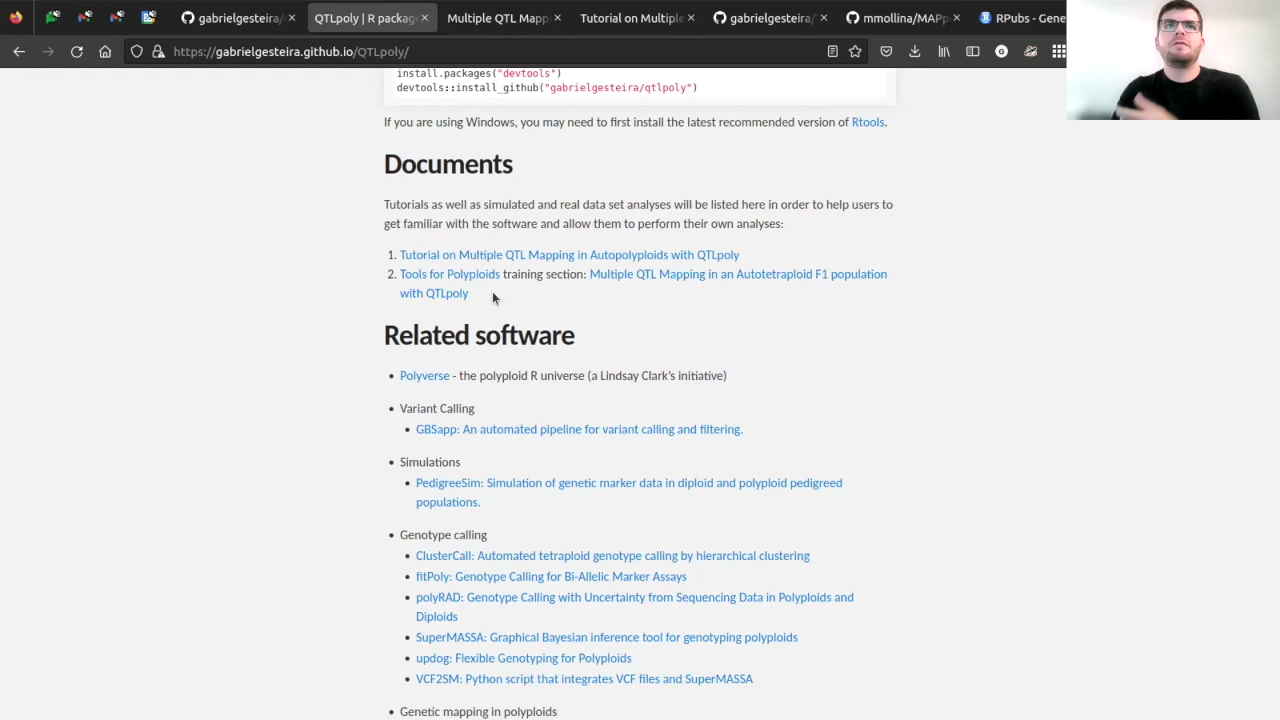 gabrielgesteira/
QTLpoly | R packag
Multiple QTL Mapp
Tutorial on Multiple
gabrielgesteira/
mmollina/MAPp
RPubs - Gene
https://gabrielgesteira.github.io/QTLpoly/
install.packages("devtools")
devtools::install_github("gabrielgesteira/qtlpoly")
If you are using Windows, you may need to first install the latest recommended version of Rtools.
Documents
Tutorials as well as simulated and real data set analyses will be listed here in order to help users to
get familiar with the software and allow them to perform their own analyses:
1. Tutorial on Multiple QTL Mapping in Autopolyploids with QTLpoly
2. Tools for Polyploids training section: Multiple QTL Mapping in an Autotetraploid F1 population
with QTLpoly
Related software
• Polyverse - the polyploid R universe (a Lindsay Clark's initiative)
• Variant Calling
• GBSapp: An automated pipeline for variant calling and filtering.
• Simulations
• PedigreeSim: Simulation of genetic marker data in diploid and polyploid pedigreed
populations.
• Genotype calling
• ClusterCall: Automated tetraploid genotype calling by hierarchical clustering
• fitPoly: Genotype Calling for Bi-Allelic Marker Assays
• polyRAD: Genotype Calling with Uncertainty from Sequencing Data in Polyploids and
Diploids
• SuperMASSA: Graphical Bayesian inference tool for genotyping polyploids
• updog: Flexible Genotyping for Polyploids
• VCF2SM: Python script that integrates VCF files and SuperMASSA
• Genetic mapping in polyploids